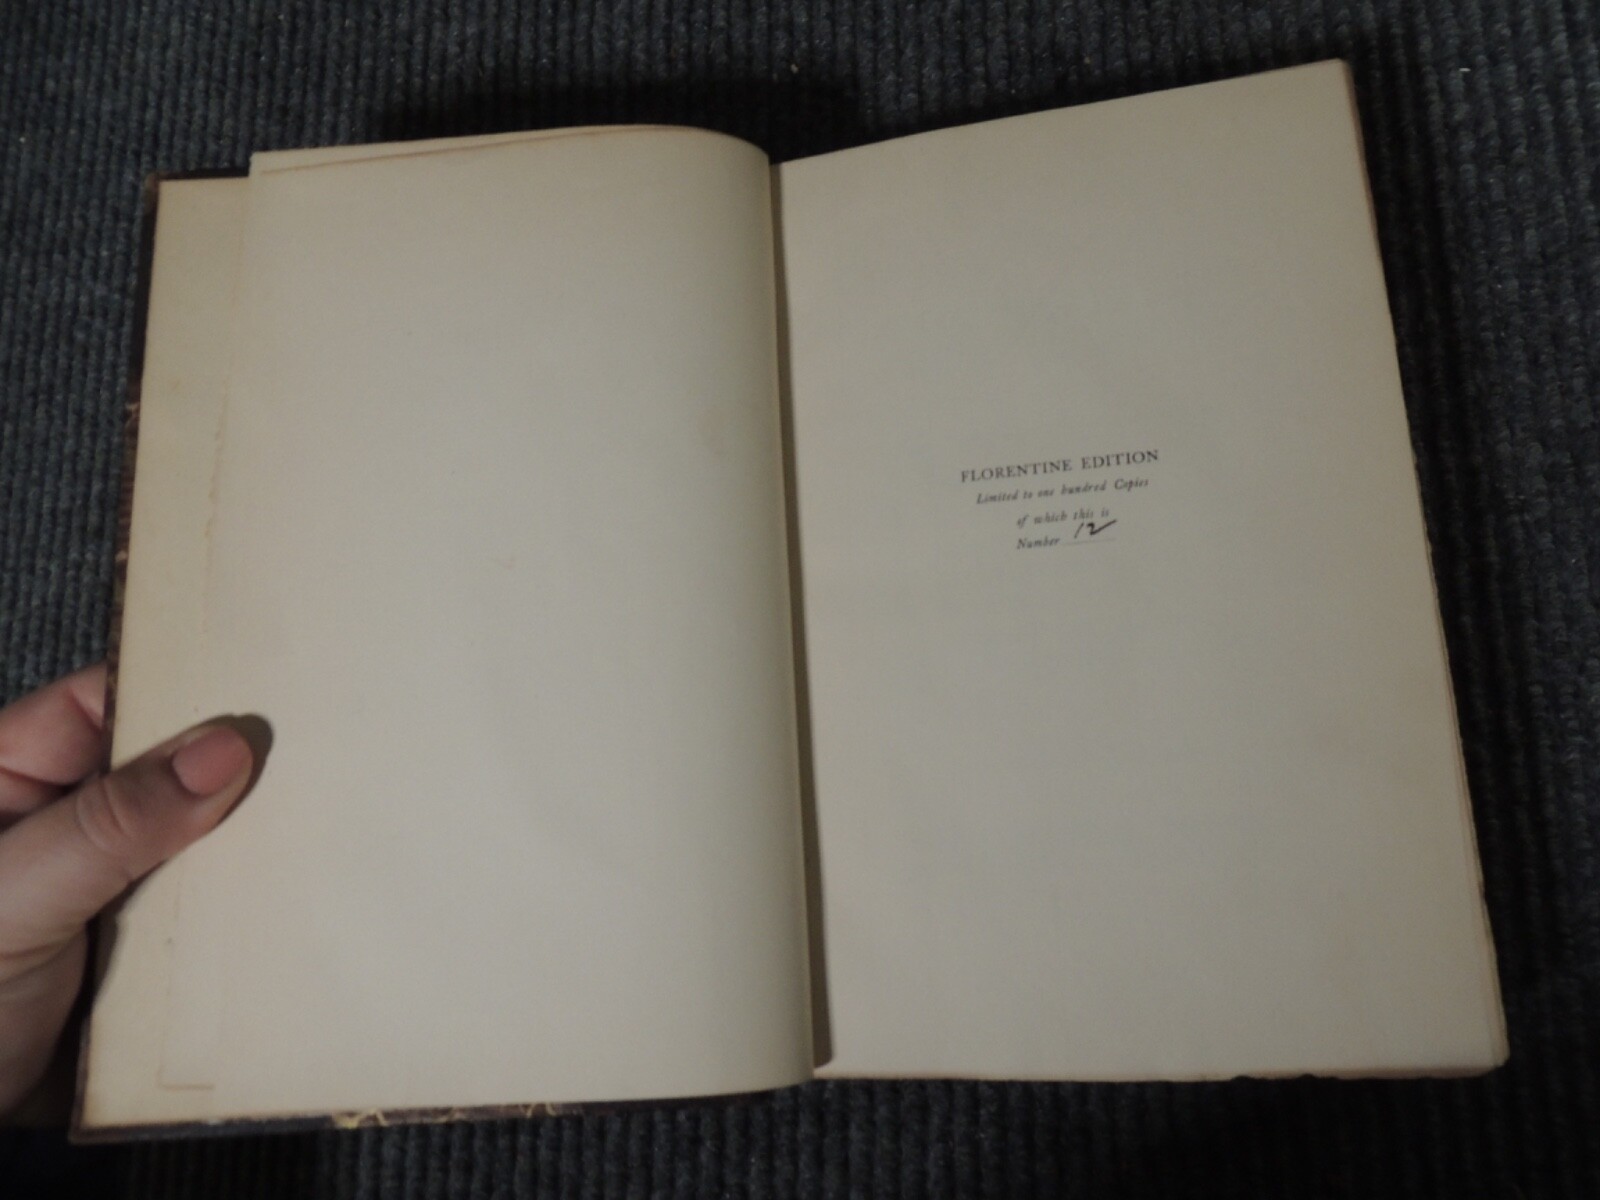 FLORENTINE EDITION
Limited to one hundred Copies
of which this is
Number 12